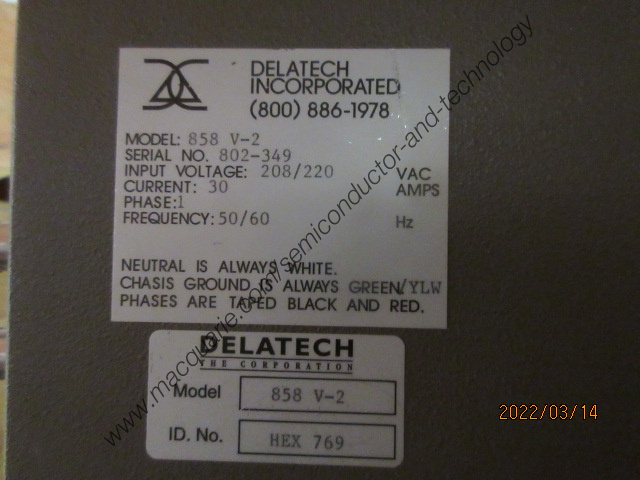 DELATECH
INCORPORATED
(800) 886-1978
MODEL: 858 V-2
SERIAL NO. 802-349
INPUT VOLTAGE: 208/220 VAC
CURRENT: 30 AMPS
PHASE:1
FREQUENCY: 50/60 Hz
NEUTRAL IS ALWAYS WHITE.
CHASIS GROUND IS ALWAYS GREEN/YLW
PHASES ARE TAPED BLACK AND RED.
DELATECH
THE CORPORATION
Model 858 V-2
ID. No. HEX 769
2022/03/14
www.macquarie.com/semiconductor-and-technology